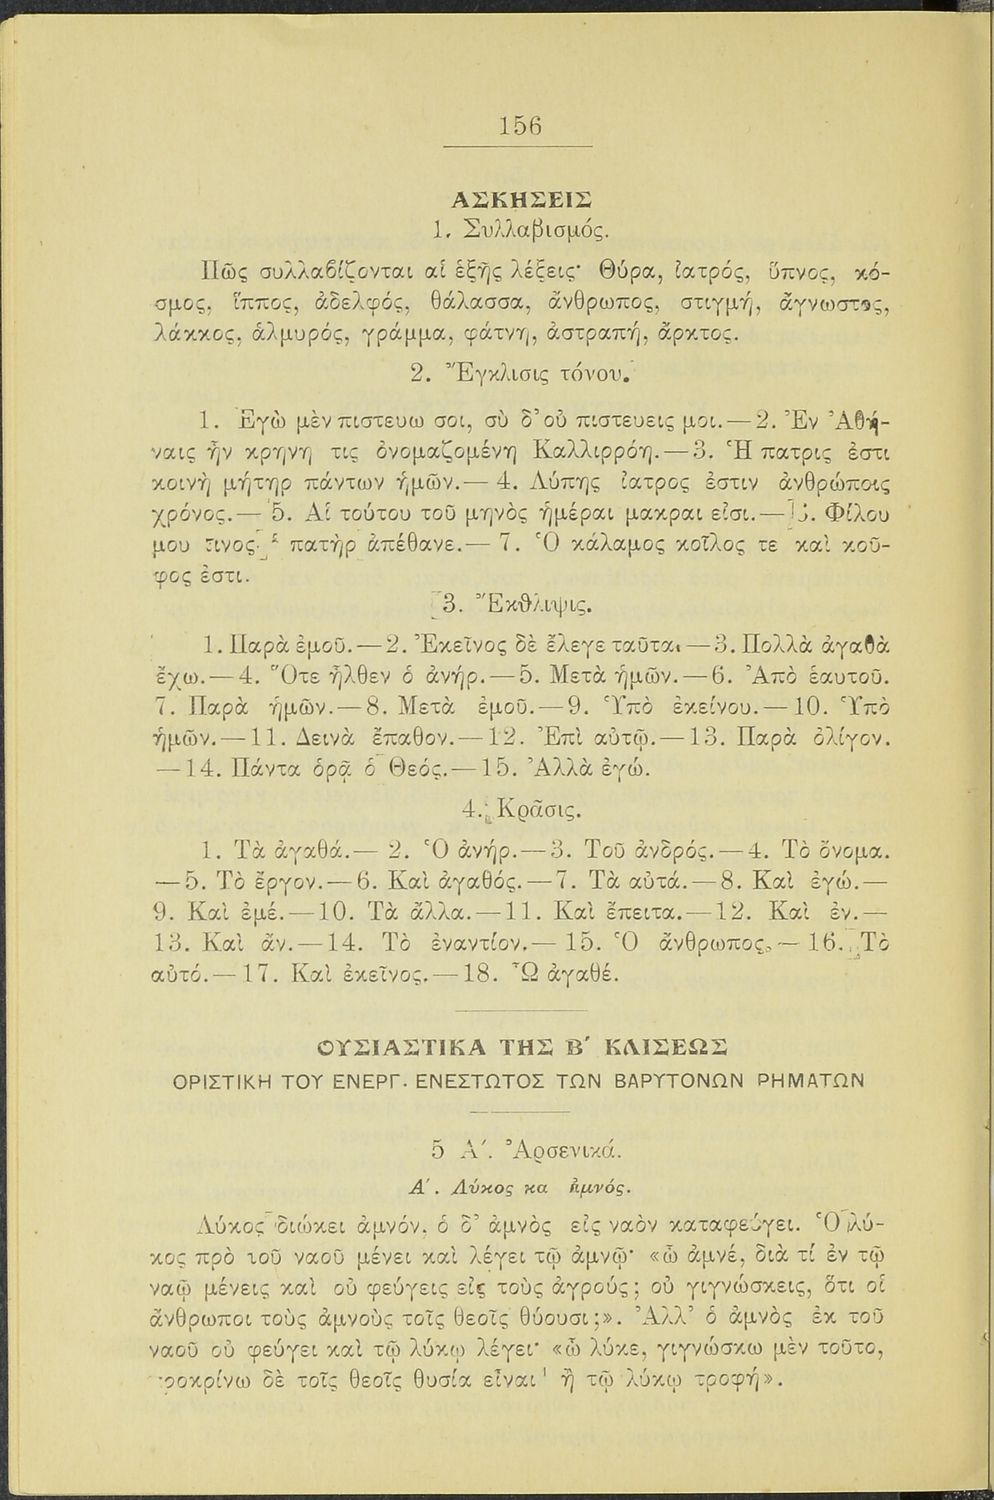 156
ΑΣΚΗΣΕΙΣ
1. Συλλαβισμός.
Πῶς συλλαβίζονται αἱ ἑξῆς λέξεις· Θύρα, ἰατρός, ὕπνος, κό-
σμος, ἵππος, ἀδελφός, θάλασσα, ἄνθρωπος, στιγμή, ἄγνωστος,
λάκκος, ἁλμυρός, γράμμα, φάτνη, ἀστραπή, ἄρκτος.
2. Ἔγκλισις τόνου.
1. Ἐγὼ μὲν πιστευω σοι, σὺ δ’ οὐ πιστευεις μοι.—2. Ἐν Ἀθή-
ναις ἦν κρηνη τις ὀνομαζομένη Καλλιρρόη.—3. Ἡ πατρις ἐστι
κοινὴ μήτηρ πάντων ἡμῶν.—4. Λύπης ἰατρος ἐστιν ἀνθρώποις
χρόνος.—5. Αἱ τούτου τοῦ μηνὸς ἡμέραι μακραι εἰσι.—6. Φίλου
μου τινος ὁ πατὴρ ἀπέθανε.—7. Ὁ κάλαμος κοῖλος τε καὶ κοῦ-
φος ἐστι.
3. Ἔκθλιψις.
1. Παρὰ ἐμοῦ.—2. Ἐκεῖνος δὲ ἔλεγε ταῦτα.—3. Πολλὰ ἀγαθὰ
ἔχω.—4. Ὅτε ἦλθεν ὁ ἀνήρ.—5. Μετὰ ἡμῶν.—6. Ἀπὸ ἑαυτοῦ.
7. Παρὰ ἡμῶν.—8. Μετὰ ἐμοῦ.—9. Ὑπὸ ἐκείνου.—10. Ὑπὸ
ἡμῶν.—11. Δεινὰ ἔπαθον.—12. Ἐπὶ αὐτῷ.—13. Παρὰ ὀλίγον.
—14. Πάντα ὁρᾷ ὁ Θεός.—15. Ἀλλὰ ἐγώ.
4. Κρᾶσις.
1. Τὰ ἀγαθά.—2. Ὁ ἀνήρ.—3. Τοῦ ἀνδρός.—4. Τὸ ὄνομα.
—5. Τὸ ἔργον.—6. Καὶ ἀγαθός.—7. Τὰ αὐτά.—8. Καὶ ἐγώ.—
9. Καὶ ἐμέ.—10. Τὰ ἄλλα.—11. Καὶ ἔπειτα.—12. Καὶ ἐν.—
13. Καὶ ἄν.—14. Τὸ ἐναντίον.—15. Ὁ ἄνθρωπος.—16. Τὸ
αὐτό.—17. Καὶ ἐκεῖνος.—18. Ὦ ἀγαθέ.
ΟΥΣΙΑΣΤΙΚΑ ΤΗΣ Β΄ ΚΛΙΣΕΩΣ
ΟΡΙΣΤΙΚΗ ΤΟΥ ΕΝΕΡΓ. ΕΝΕΣΤΩΤΟΣ ΤΩΝ ΒΑΡΥΤΟΝΩΝ ΡΗΜΑΤΩΝ
5 Α΄. Ἀρσενικά.
Α΄. Λύκος κα ἀμνός.
Λύκος διώκει ἀμνόν, ὁ δ’ ἀμνὸς εἰς ναὸν καταφεύγει. Ὁ λύ-
κος πρὸ τοῦ ναοῦ μένει καὶ λέγει τῷ ἀμνῷ· «ὦ ἀμνέ, διὰ τί ἐν τῷ
ναῷ μένεις καὶ οὐ φεύγεις εἰς τοὺς ἀγρούς; οὐ γιγνώσκεις, ὅτι οἱ
ἄνθρωποι τοὺς ἀμνοὺς τοῖς θεοῖς θύουσι;». Ἀλλ’ ὁ ἀμνὸς ἐκ τοῦ
ναοῦ οὐ φεύγει καὶ τῷ λύκῳ λέγει· «ὦ λύκε, γιγνώσκω μὲν τοῦτο,
προκρίνω δὲ τοῖς θεοῖς θυσία εἶναι¹ ἢ τῷ λύκῳ τροφή».